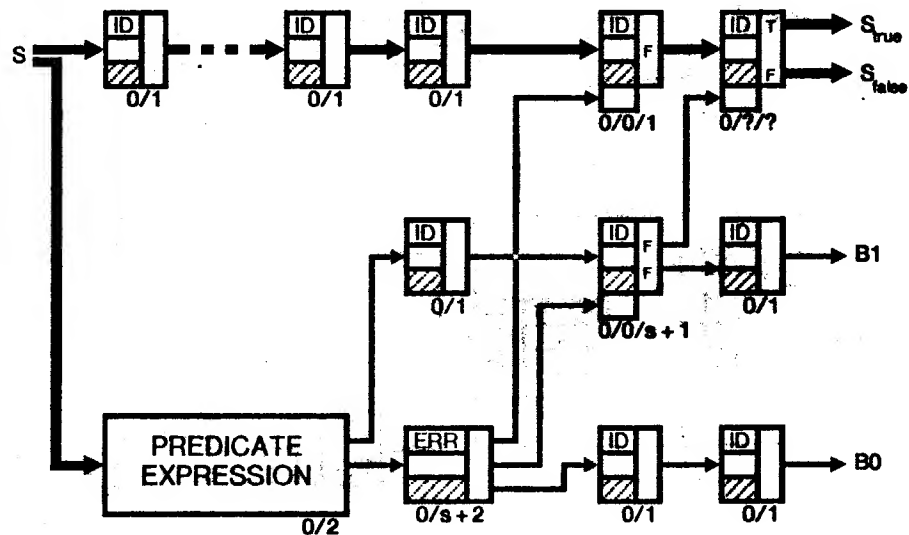 S
ID
ID
ID
ID
F
ID
T
F
S true
S false
0/1
0/1
0/1
0/0/1
0/?/?
ID
ID
F
F
ID
B1
0/1
0/0/s + 1
0/1
PREDICATE
EXPRESSION
0/2
ERR
ID
ID
B0
0/s + 2
0/1
0/1